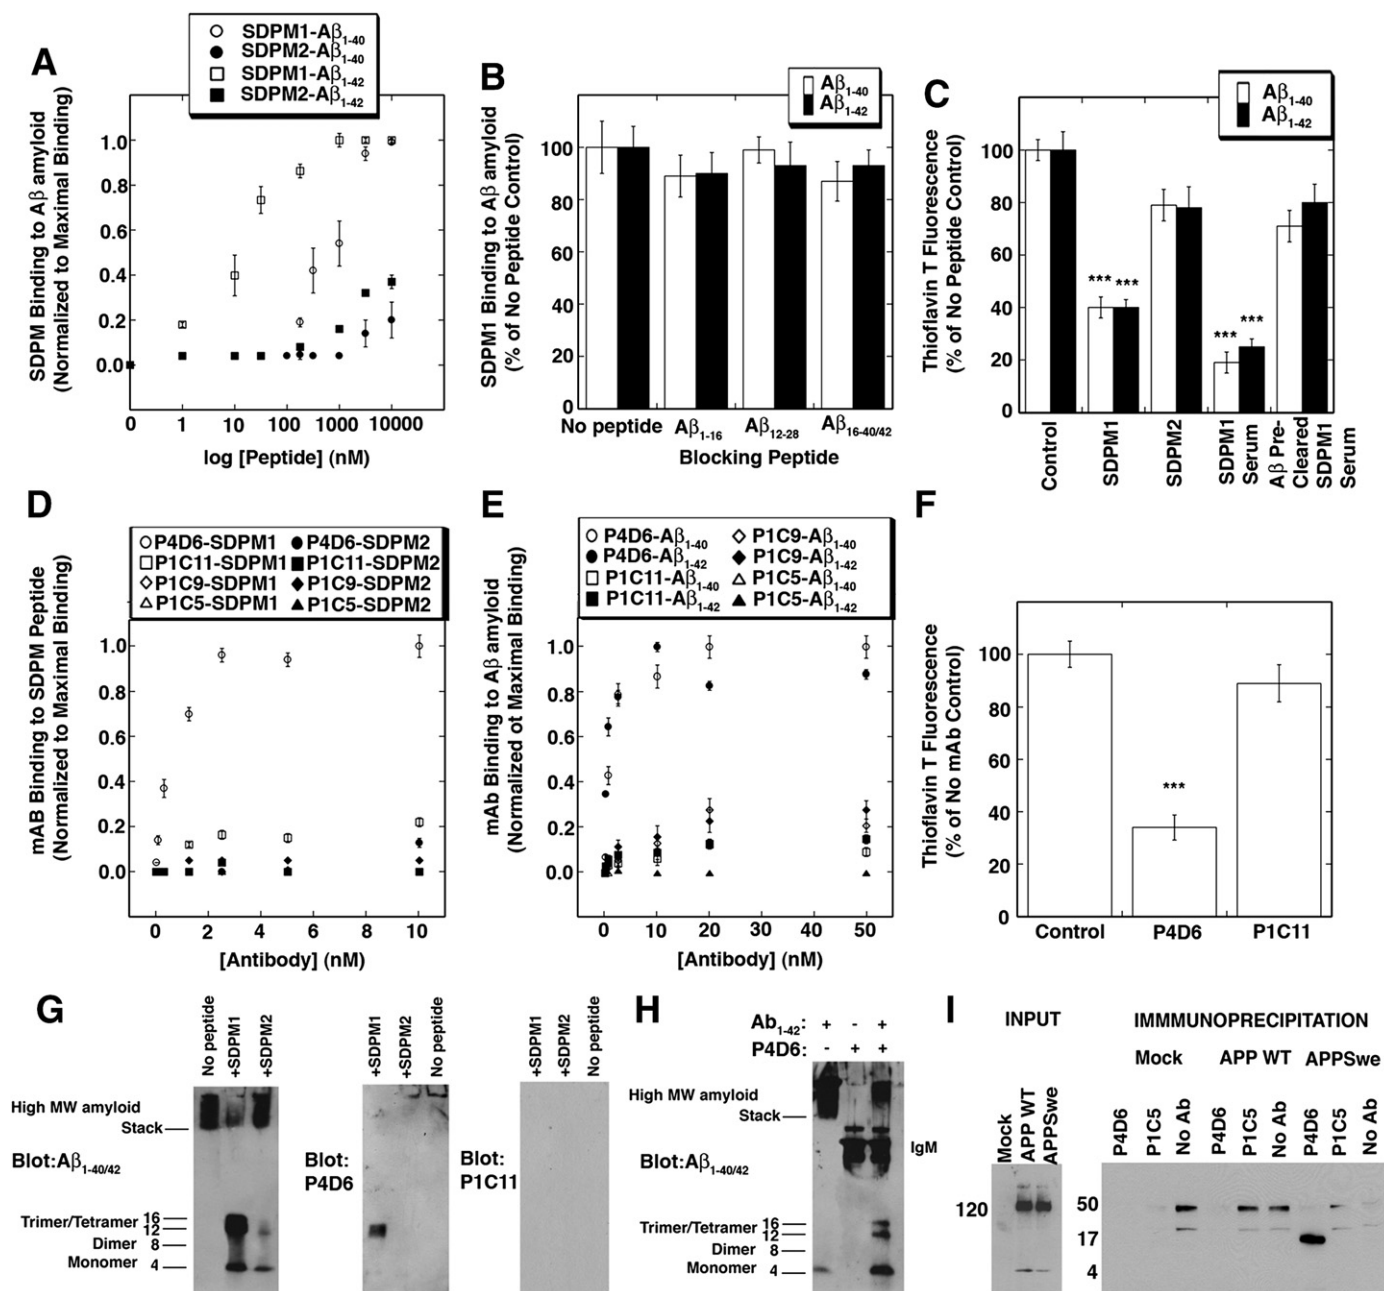 A
SDPM1-Aβ1-40
SDPM2-Aβ1-40
SDPM1-Aβ1-42
SDPM2-Aβ1-42
SDPM Binding to Aβ amyloid
(Normalized to Maximal Binding)
1.0
0.8
0.6
0.4
0.2
0.0
0 1 10 100 1000 10000
log [Peptide] (nM)
B
Aβ1-40
Aβ1-42
SDPM1 Binding to Aβ amyloid
(% of No Peptide Control)
100
80
60
40
20
0
No peptide Aβ1-16 Aβ12-28 Aβ16-40/42
Blocking Peptide
C
Aβ1-40
Aβ1-42
Thioflavin T Fluorescence
(% of No Peptide Control)
100
80
60
40
20
0
*** ***
*** ***
Control
SDPM1
SDPM2
SDPM1
Serum
Aβ Pre-
Cleared
SDPM1
Serum
D
P4D6-SDPM1 P4D6-SDPM2
P1C11-SDPM1 P1C11-SDPM2
P1C9-SDPM1 P1C9-SDPM2
P1C5-SDPM1 P1C5-SDPM2
mAB Binding to SDPM Peptide
(Normalized to Maximal Binding)
1.0
0.8
0.6
0.4
0.2
0.0
0 2 4 6 8 10
[Antibody] (nM)
E
P4D6-Aβ1-40 P1C9-Aβ1-40
P4D6-Aβ1-42 P1C9-Aβ1-42
P1C11-Aβ1-40 P1C5-Aβ1-40
P1C11-Aβ1-42 P1C5-Aβ1-42
mAb Binding to Aβ amyloid
(Normalized ot Maximal Binding)
1.0
0.8
0.6
0.4
0.2
0.0
0 10 20 30 40 50
[Antibody] (nM)
F
Thioflavin T Fluorescence
(% of No mAb Control)
100
80
60
40
20
0
***
Control P4D6 P1C11
G
No peptide
+SDPM1
+SDPM2
+SDPM1
+SDPM2
No peptide
+SDPM1
+SDPM2
No peptide
High MW amyloid
Stack
Blot:Aβ1-40/42
Trimer/Tetramer 16
12
Dimer 8
Monomer 4
Blot:
P4D6
Blot:
P1C11
H
Ab1-42: + - +
P4D6: - + +
High MW amyloid
Stack
IgM
Blot:Aβ1-40/42
Trimer/Tetramer 16
12
Dimer 8
Monomer 4
I
INPUT
IMMMUNOPRECIPITATION
Mock APP WT APPSwe
Mock
APP WT
APPSwe
P4D6
P1C5
No Ab
P4D6
P1C5
No Ab
P4D6
P1C5
No Ab
120
50
17
4